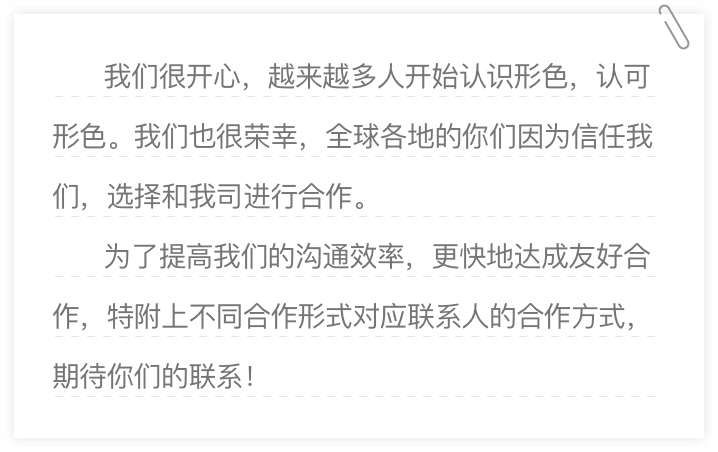 我们很开心，越来越多人开始认识形色，认可
形色。我们也很荣幸，全球各地的你们因为信任我
们，选择和我司进行合作。
为了提高我们的沟通效率，更快地达成友好合
作，特附上不同合作形式对应联系人的合作方式，
期待你们的联系！